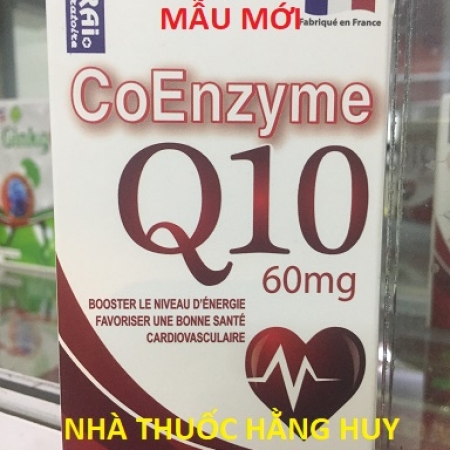 MẪU MỚI
Fabriqué en France
CoEnzyme
Q10
60mg
BOOSTER LE NIVEAU D'ÉNERGIE
FAVORISER UNE BONNE SANTÉ
CARDIOVASCULAIRE
NHÀ THUỐC HẰNG HUY